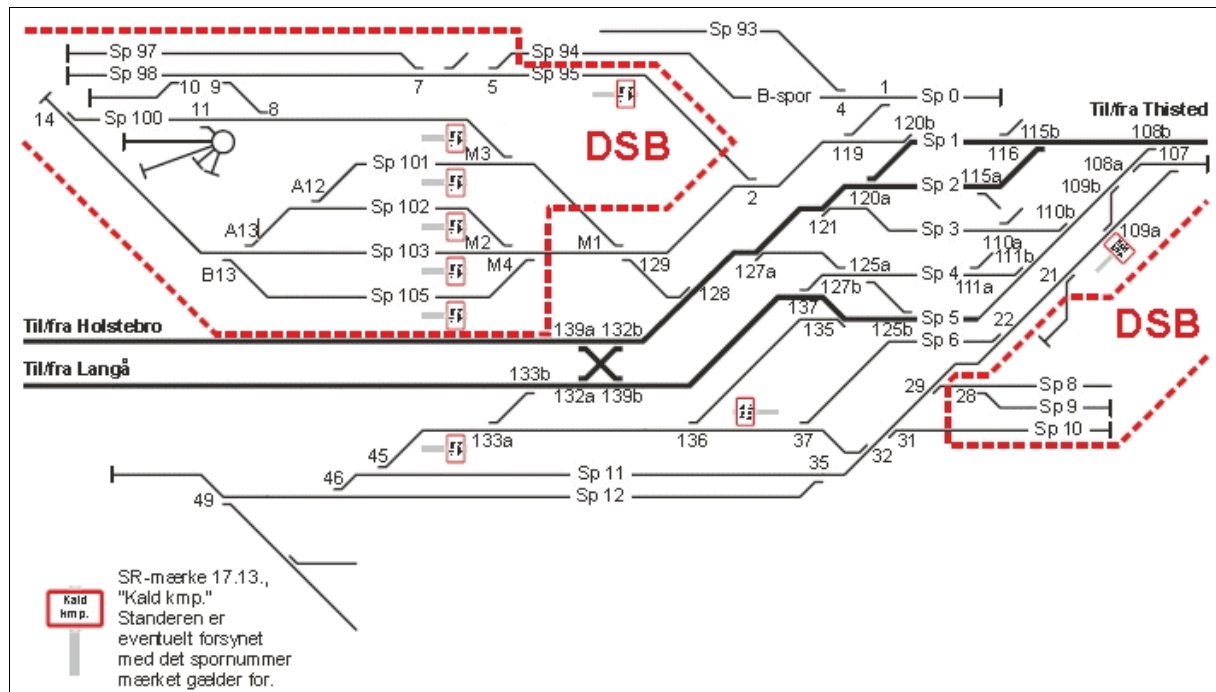 Sp 93
Sp 97
Sp 94
7
5
Sp 98
Sp 95
10 9
B-spor
1
4
Sp 0
8
11
14
Sp 100
Til/fra Thisted
DSB
120b
Sp 1
115b
108b
119
116
M3
Sp 101
108a
107
A12
2
Sp 2
115a
120a
109b
Sp 102
121
Sp 3
110b
A13
M2
M1
109a
110a
Sp 103
111b
B13
M4
129
127a
125a
Sp 4
111a
21
127b
Sp 105
128
137
Til/fra Holstebro
139a 132b
135
Sp 5
125b
22
DSB
Sp 6
Til/fra Langå
133b
132a 139b
29
28
Sp 8
Sp 9
133a
136
37
31
Sp 10
45
32
46
Sp 11
35
49
Sp 12
Kald
kmp.
SR-mærke 17.13.,
"Kald kmp."
Standeren er
eventuelt forsynet
med det spornummer
mærket gælder for.